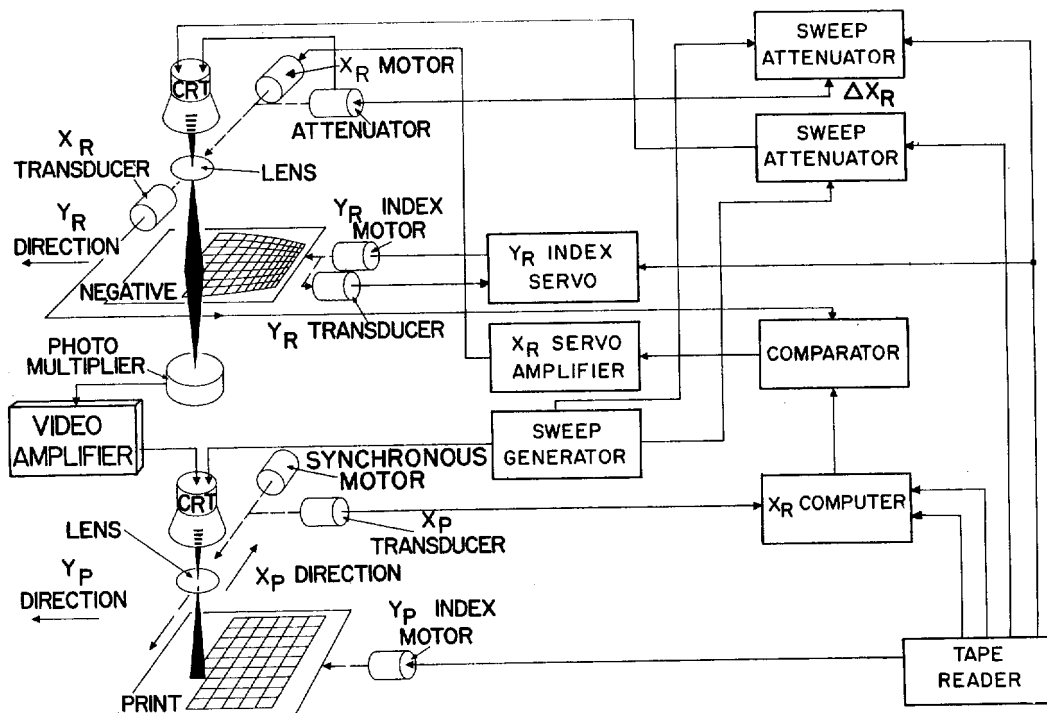 SWEEP
ATTENUATOR
CRT
X_R MOTOR
ATTENUATOR
ΔX_R
SWEEP
ATTENUATOR
X_R
TRANSDUCER
LENS
Y_R
DIRECTION
Y_R INDEX
MOTOR
Y_R INDEX
SERVO
NEGATIVE
Y_R TRANSDUCER
X_R SERVO
AMPLIFIER
COMPARATOR
PHOTO
MULTIPLIER
VIDEO
AMPLIFIER
SWEEP
GENERATOR
SYNCHRONOUS
MOTOR
CRT
X_R COMPUTER
X_P
TRANSDUCER
LENS
X_P DIRECTION
Y_P
DIRECTION
Y_P INDEX
MOTOR
TAPE
READER
PRINT